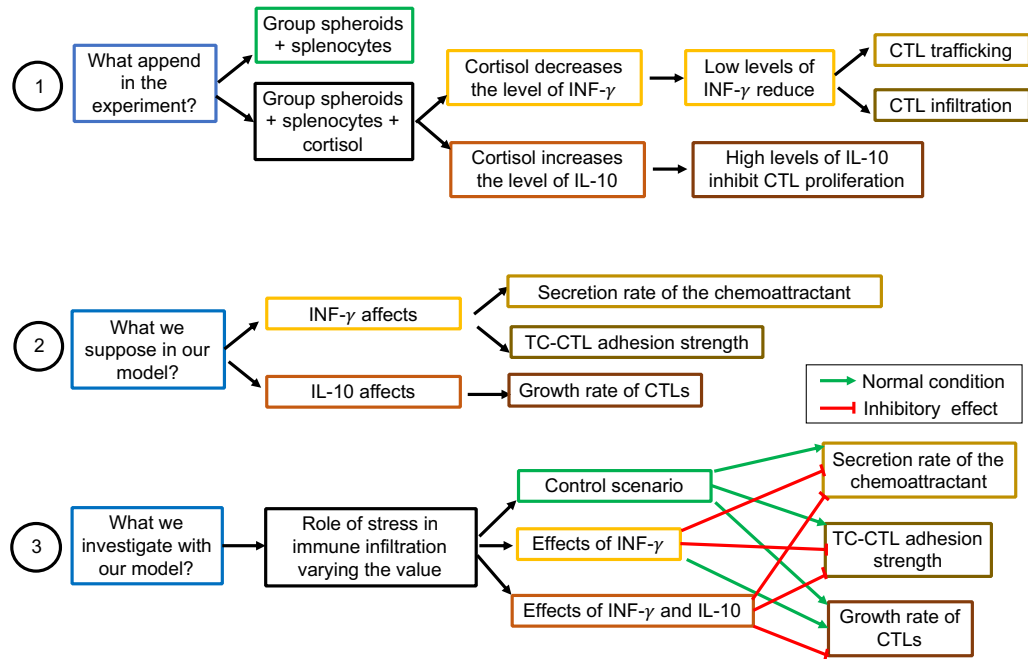 1
What append
in the
experiment?
Group spheroids
+ splenocytes
Group spheroids
+ splenocytes +
cortisol
Cortisol decreases
the level of INF-γ
Low levels of
INF-γ reduce
CTL trafficking
CTL infiltration
Cortisol increases
the level of IL-10
High levels of IL-10
inhibit CTL proliferation
2
What we
suppose in our
model?
INF-γ affects
Secretion rate of the chemoattractant
TC-CTL adhesion strength
IL-10 affects
Growth rate of CTLs
Normal condition
Inhibitory effect
3
What we
investigate with
our model?
Role of stress in
immune infiltration
varying the value
Control scenario
Effects of INF-γ
Effects of INF-γ and IL-10
Secretion rate of the
chemoattractant
TC-CTL adhesion
strength
Growth rate of
CTLs